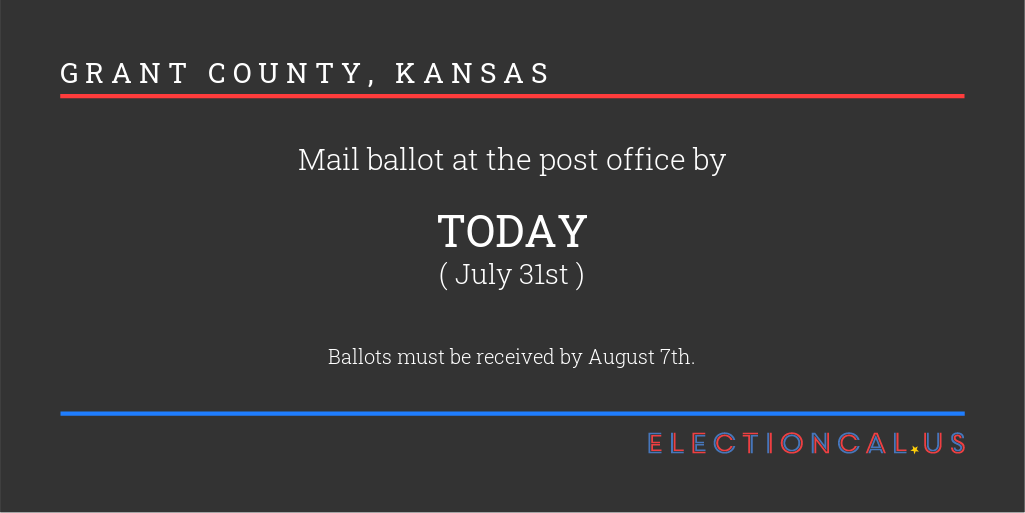 GRANT COUNTY, KANSAS
Mail ballot at the post office by
TODAY
( July 31st )
Ballots must be received by August 7th.
ELECTIONCAL.US